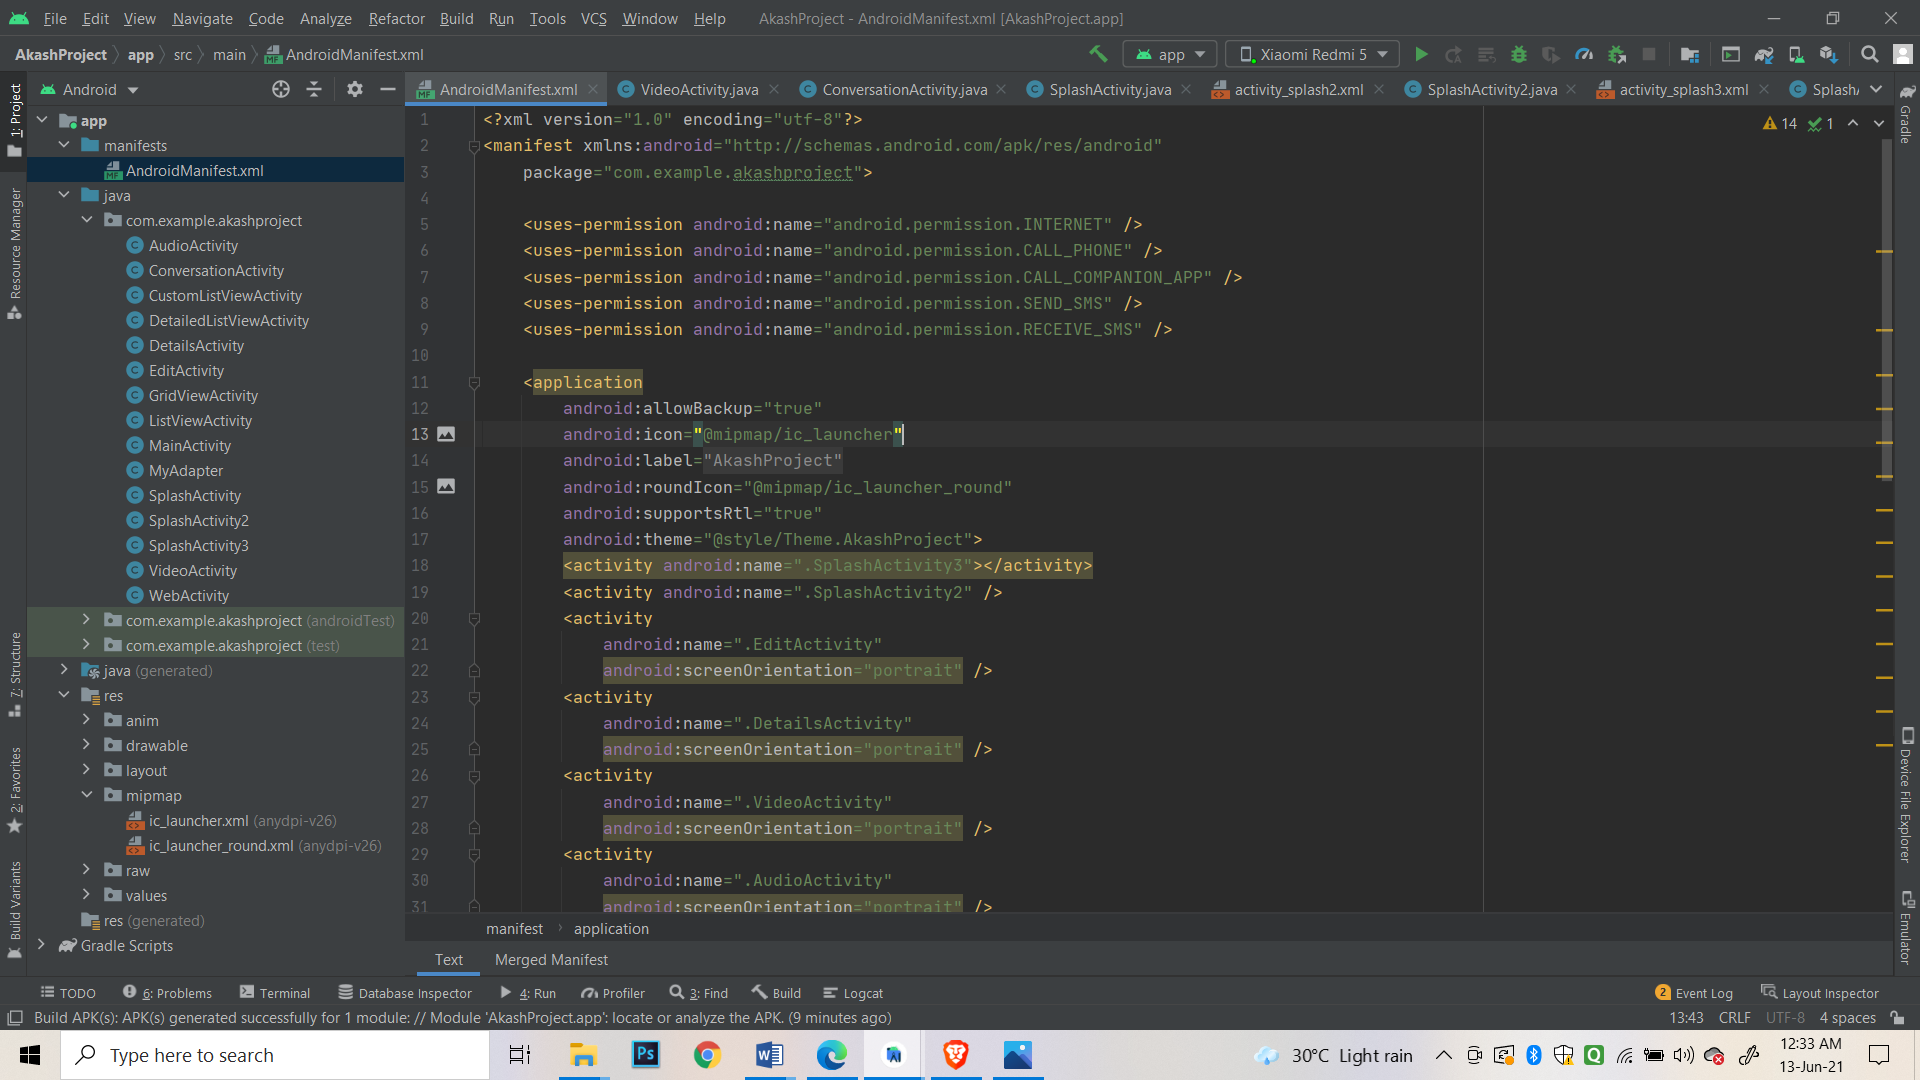 File Edit View Navigate Code Analyze Refactor Build Run Tools VCS Window Help AkashProject - AndroidManifest.xml [AkashProject.app]
AkashProject app src main AndroidManifest.xml app Xiaomi Redmi 5
Android
AndroidManifest.xml VideoActivity.java ConversationActivity.java SplashActivity.java activity_splash2.xml SplashActivity2.java activity_splash3.xml Splash
1: Project
Resource Manager
7: Structure
2: Favorites
Build Variants
app
manifests
AndroidManifest.xml
java
com.example.akashproject
AudioActivity
ConversationActivity
CustomListViewActivity
DetailedListViewActivity
DetailsActivity
EditActivity
GridViewActivity
ListViewActivity
MainActivity
MyAdapter
SplashActivity
SplashActivity2
SplashActivity3
VideoActivity
WebActivity
com.example.akashproject (androidTest)
com.example.akashproject (test)
java (generated)
res
anim
drawable
layout
mipmap
ic_launcher.xml (anydpi-v26)
ic_launcher_round.xml (anydpi-v26)
raw
values
res (generated)
Gradle Scripts
14 1
1 <?xml version="1.0" encoding="utf-8"?>
2 <manifest xmlns:android="http://schemas.android.com/apk/res/android"
3 package="com.example.akashproject">
4
5 <uses-permission android:name="android.permission.INTERNET" />
6 <uses-permission android:name="android.permission.CALL_PHONE" />
7 <uses-permission android:name="android.permission.CALL_COMPANION_APP" />
8 <uses-permission android:name="android.permission.SEND_SMS" />
9 <uses-permission android:name="android.permission.RECEIVE_SMS" />
10
11 <application
12 android:allowBackup="true"
13 android:icon="@mipmap/ic_launcher"
14 android:label="AkashProject"
15 android:roundIcon="@mipmap/ic_launcher_round"
16 android:supportsRtl="true"
17 android:theme="@style/Theme.AkashProject">
18 <activity android:name=".SplashActivity3"></activity>
19 <activity android:name=".SplashActivity2" />
20 <activity
21 android:name=".EditActivity"
22 android:screenOrientation="portrait" />
23 <activity
24 android:name=".DetailsActivity"
25 android:screenOrientation="portrait" />
26 <activity
27 android:name=".VideoActivity"
28 android:screenOrientation="portrait" />
29 <activity
30 android:name=".AudioActivity"
31 android:screenOrientation="portrait" />
manifest application
Text Merged Manifest
Gradle
Device File Explorer
Emulator
TODO 6: Problems Terminal Database Inspector 4: Run Profiler 3: Find Build Logcat 2 Event Log Layout Inspector
Build APK(s): APK(s) generated successfully for 1 module: // Module 'AkashProject.app': locate or analyze the APK. (9 minutes ago) 13:43 CRLF UTF-8 4 spaces
Type here to search
30°C Light rain
12:33 AM
13-Jun-21